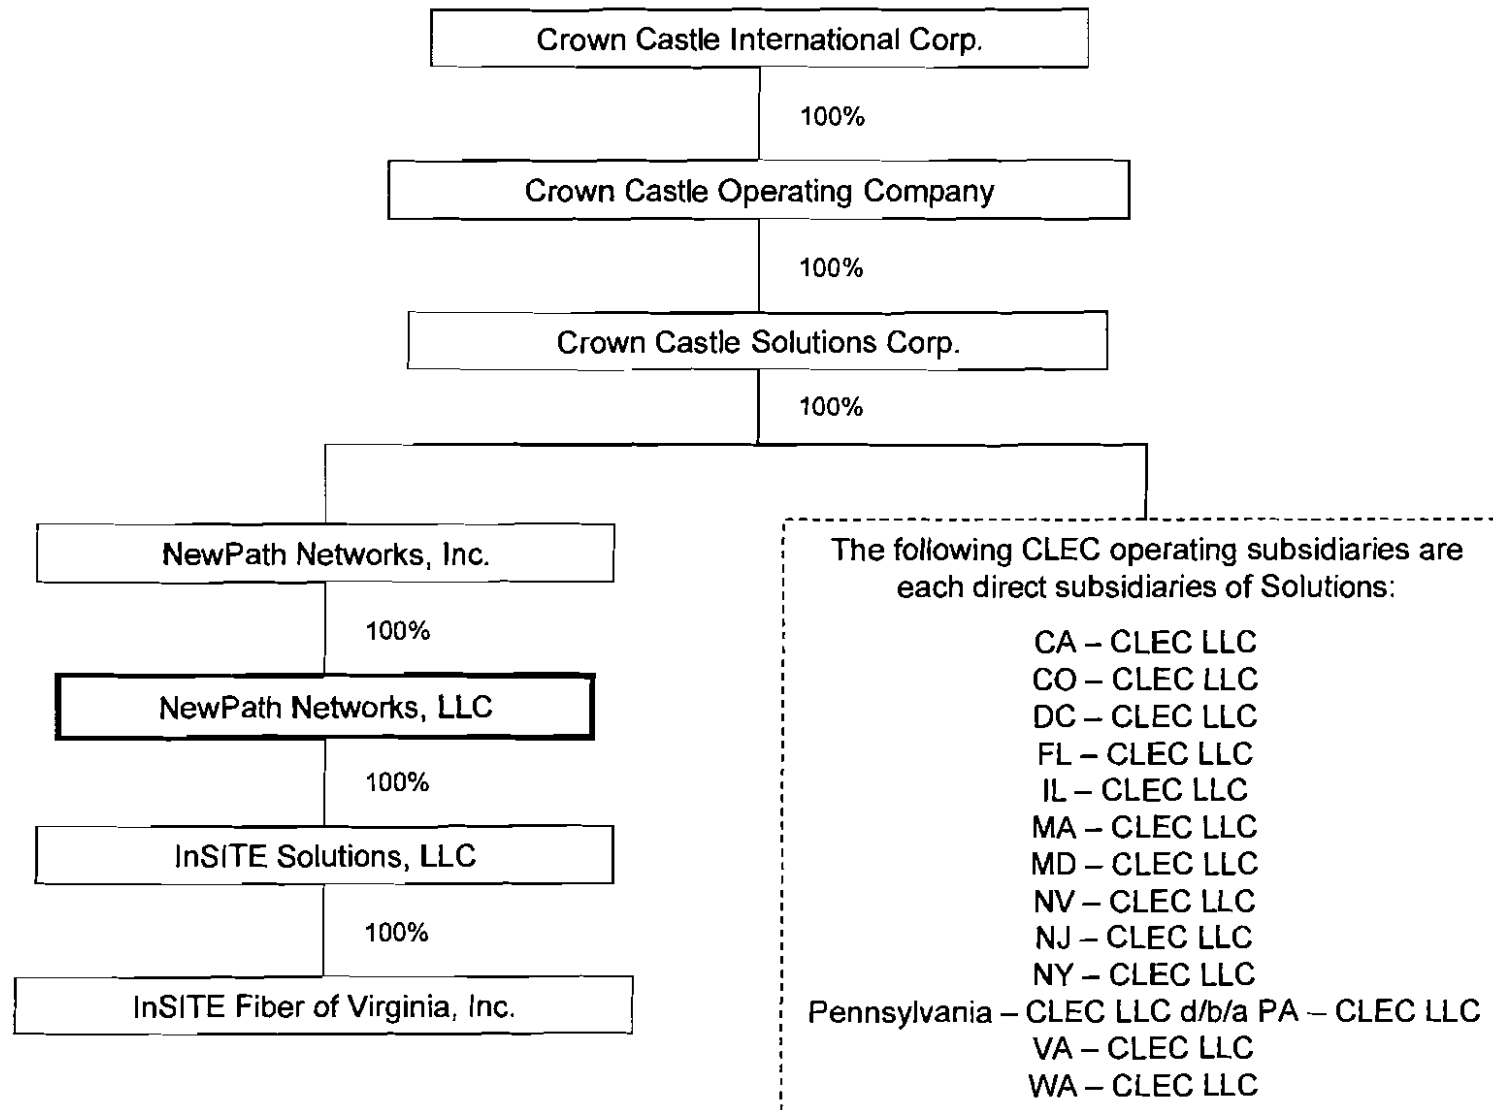 Crown Castle International Corp.
100%
Crown Castle Operating Company
100%
Crown Castle Solutions Corp.
100%
NewPath Networks, Inc.
100%
NewPath Networks, LLC
100%
InSITE Solutions, LLC
100%
InSITE Fiber of Virginia, Inc.
The following CLEC operating subsidiaries are
each direct subsidiaries of Solutions:
CA – CLEC LLC
CO – CLEC LLC
DC – CLEC LLC
FL – CLEC LLC
IL – CLEC LLC
MA – CLEC LLC
MD – CLEC LLC
NV – CLEC LLC
NJ – CLEC LLC
NY – CLEC LLC
Pennsylvania – CLEC LLC d/b/a PA – CLEC LLC
VA – CLEC LLC
WA – CLEC LLC